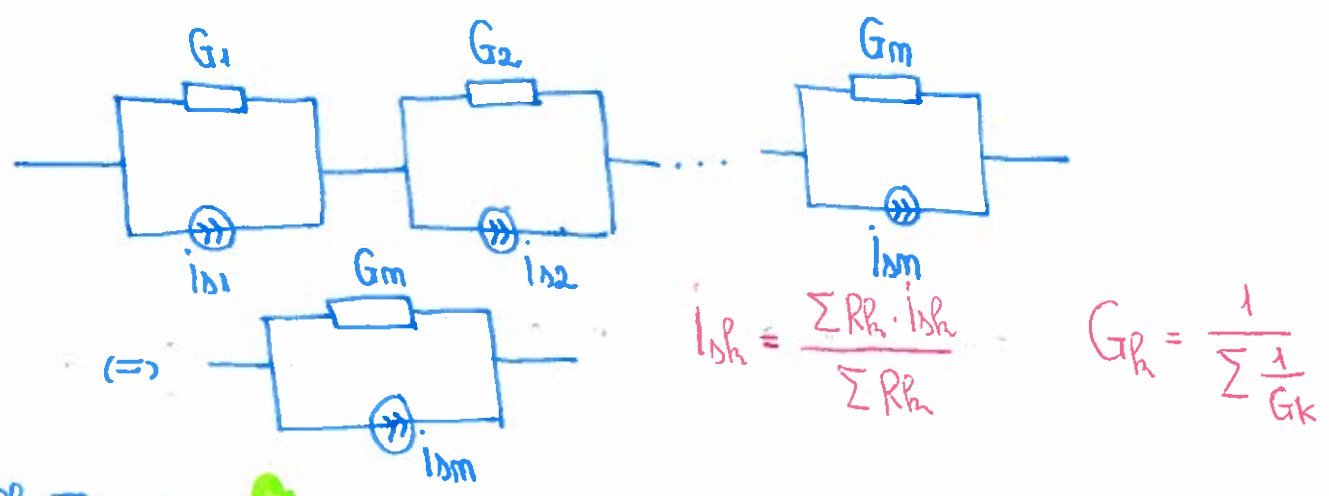 G1 G2 Gm
is1 is2 ism
Gm
isk = ΣRk·isk / ΣRk Gk = 1 / Σ 1/GK
(=)
ism